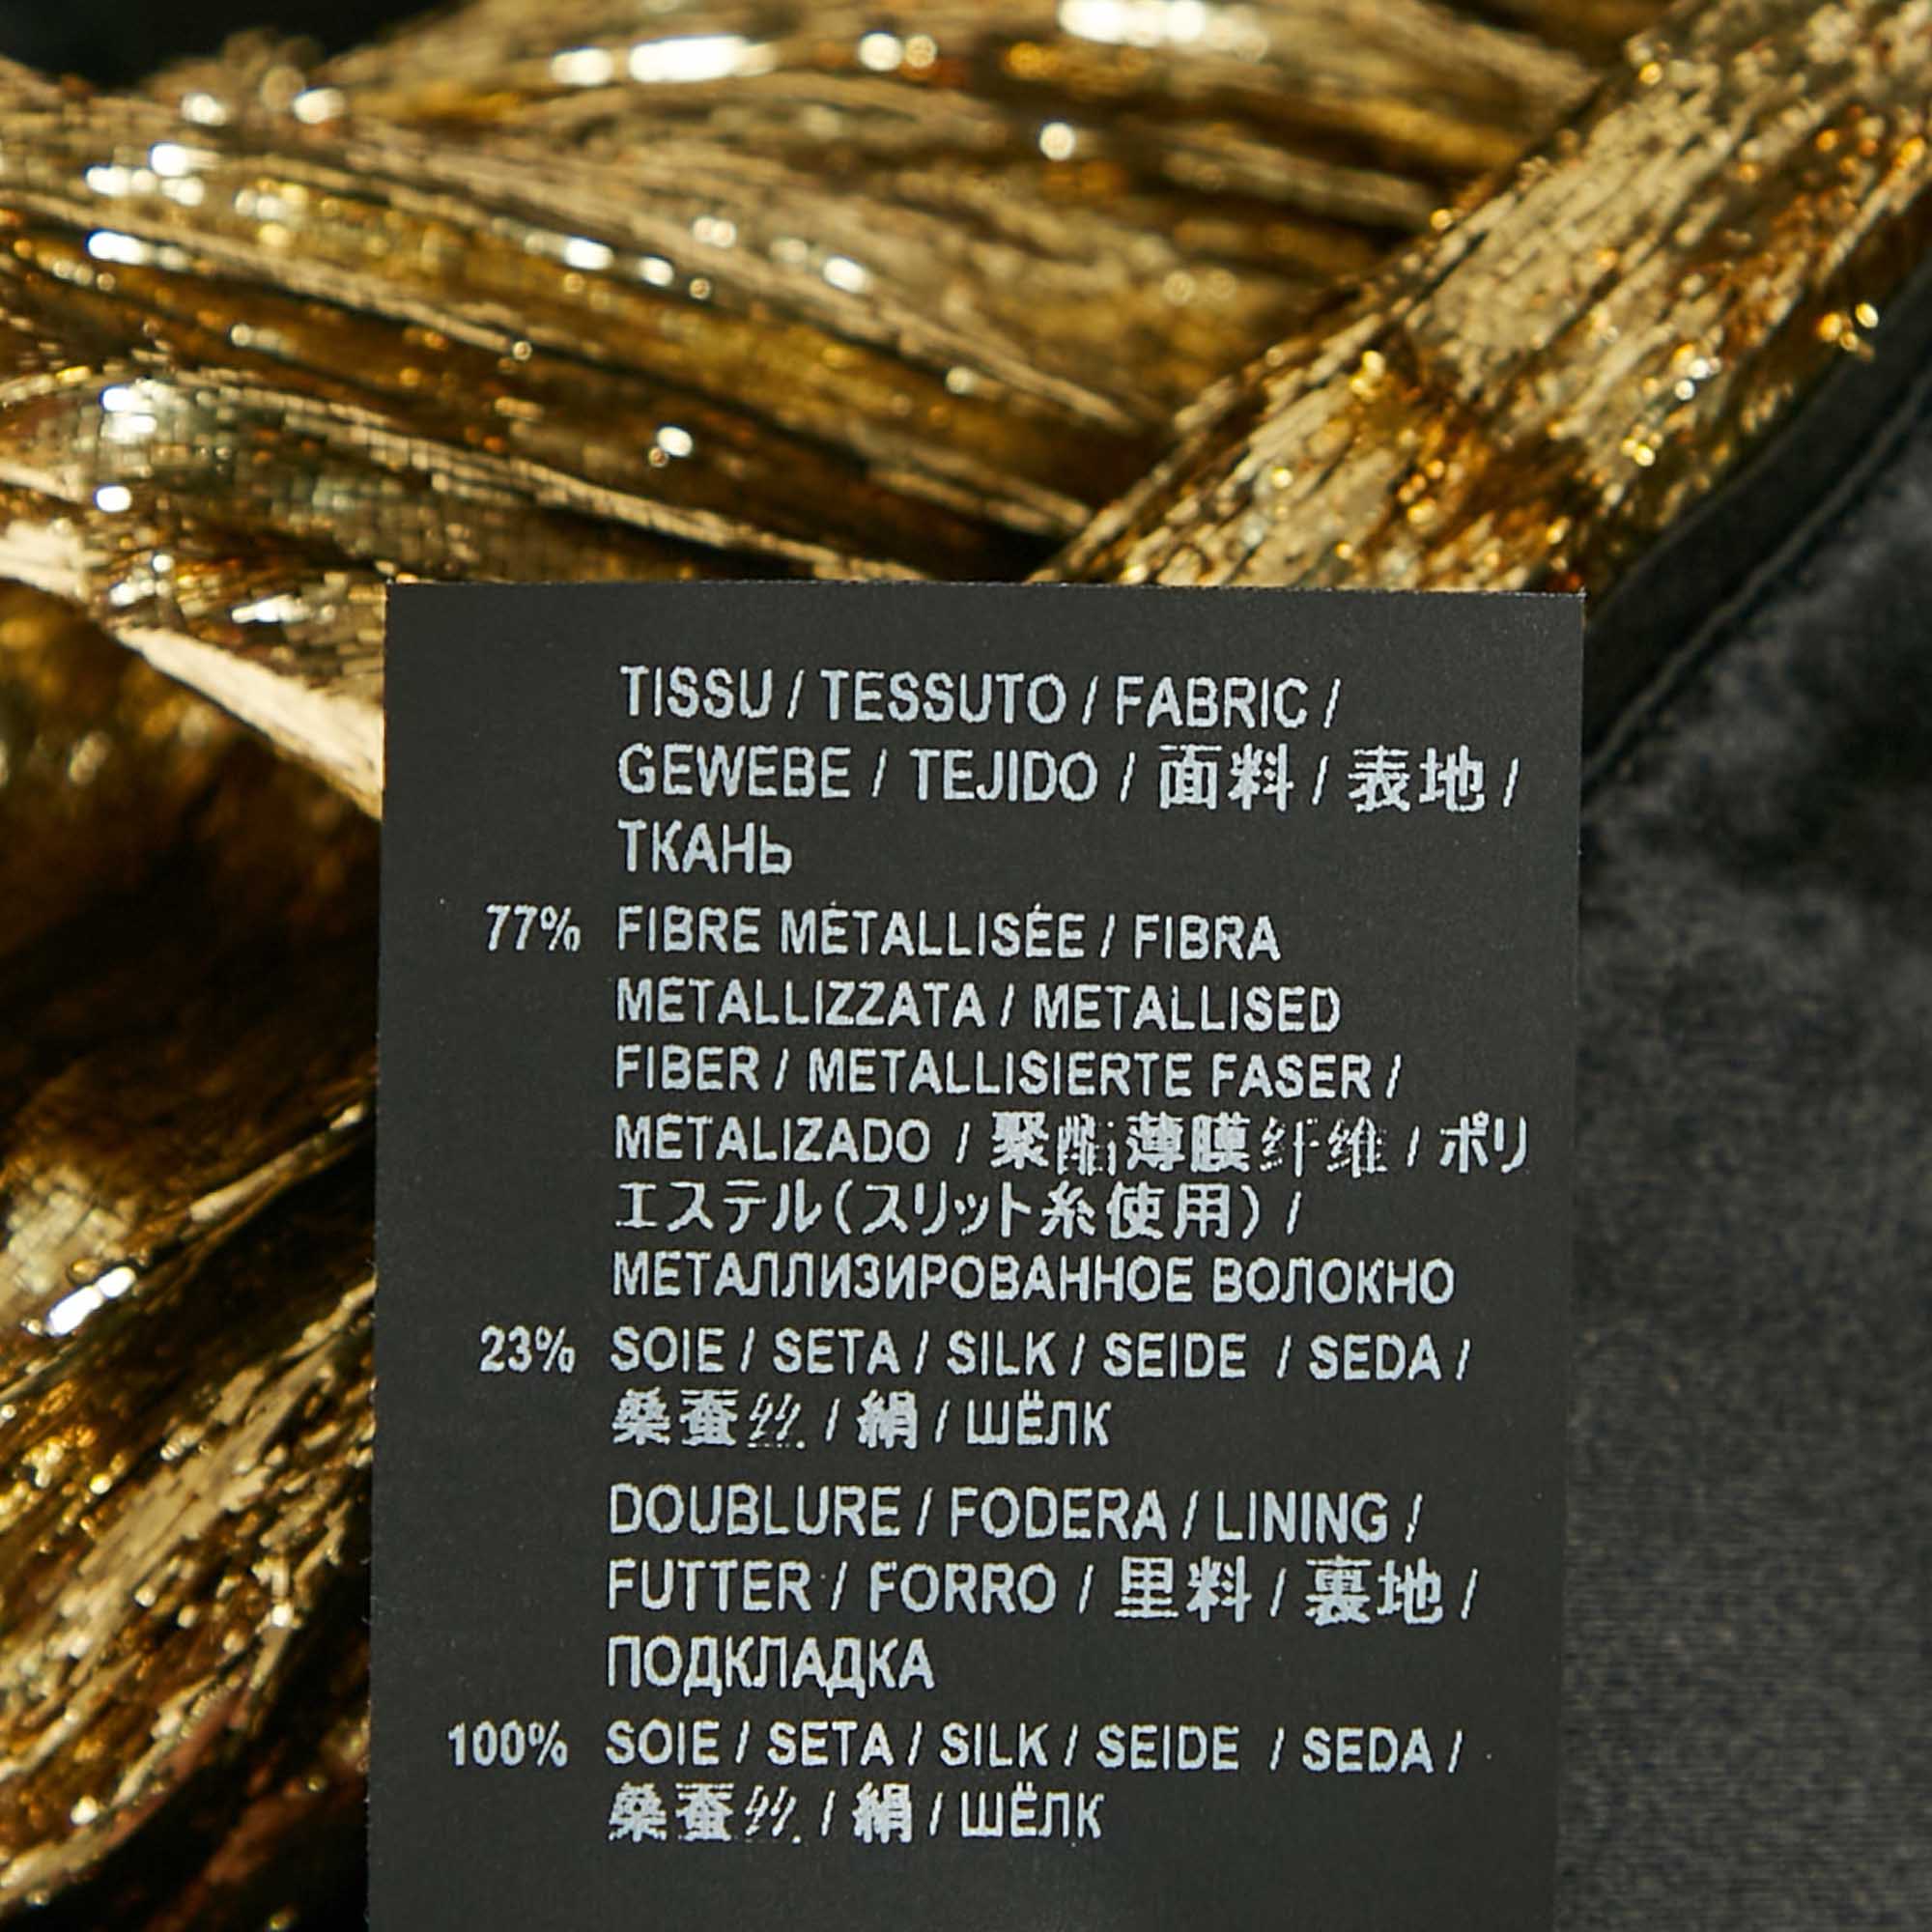 TISSU / TESSUTO / FABRIC /
GEWEBE / TEJIDO / 面料 / 表地 /
ТКАНЬ
77% FIBRE MÉTALLISÉE / FIBRA
METALLIZZATA / METALLISED
FIBER / METALLISIERTE FASER /
METALIZADO / 聚酯薄膜纤维 / ポリ
エステル(スリット糸使用) /
МЕТАЛЛИЗИРОВАННОЕ ВОЛОКНО
23% SOIE / SETA / SILK / SEIDE / SEDA /
桑蚕丝 / 絹 / ШЁЛК
DOUBLURE / FODERA / LINING /
FUTTER / FORRO / 里料 / 裏地 /
ПОДКЛАДКА
100% SOIE / SETA / SILK / SEIDE / SEDA /
桑蚕丝 / 絹 / ШЁЛК